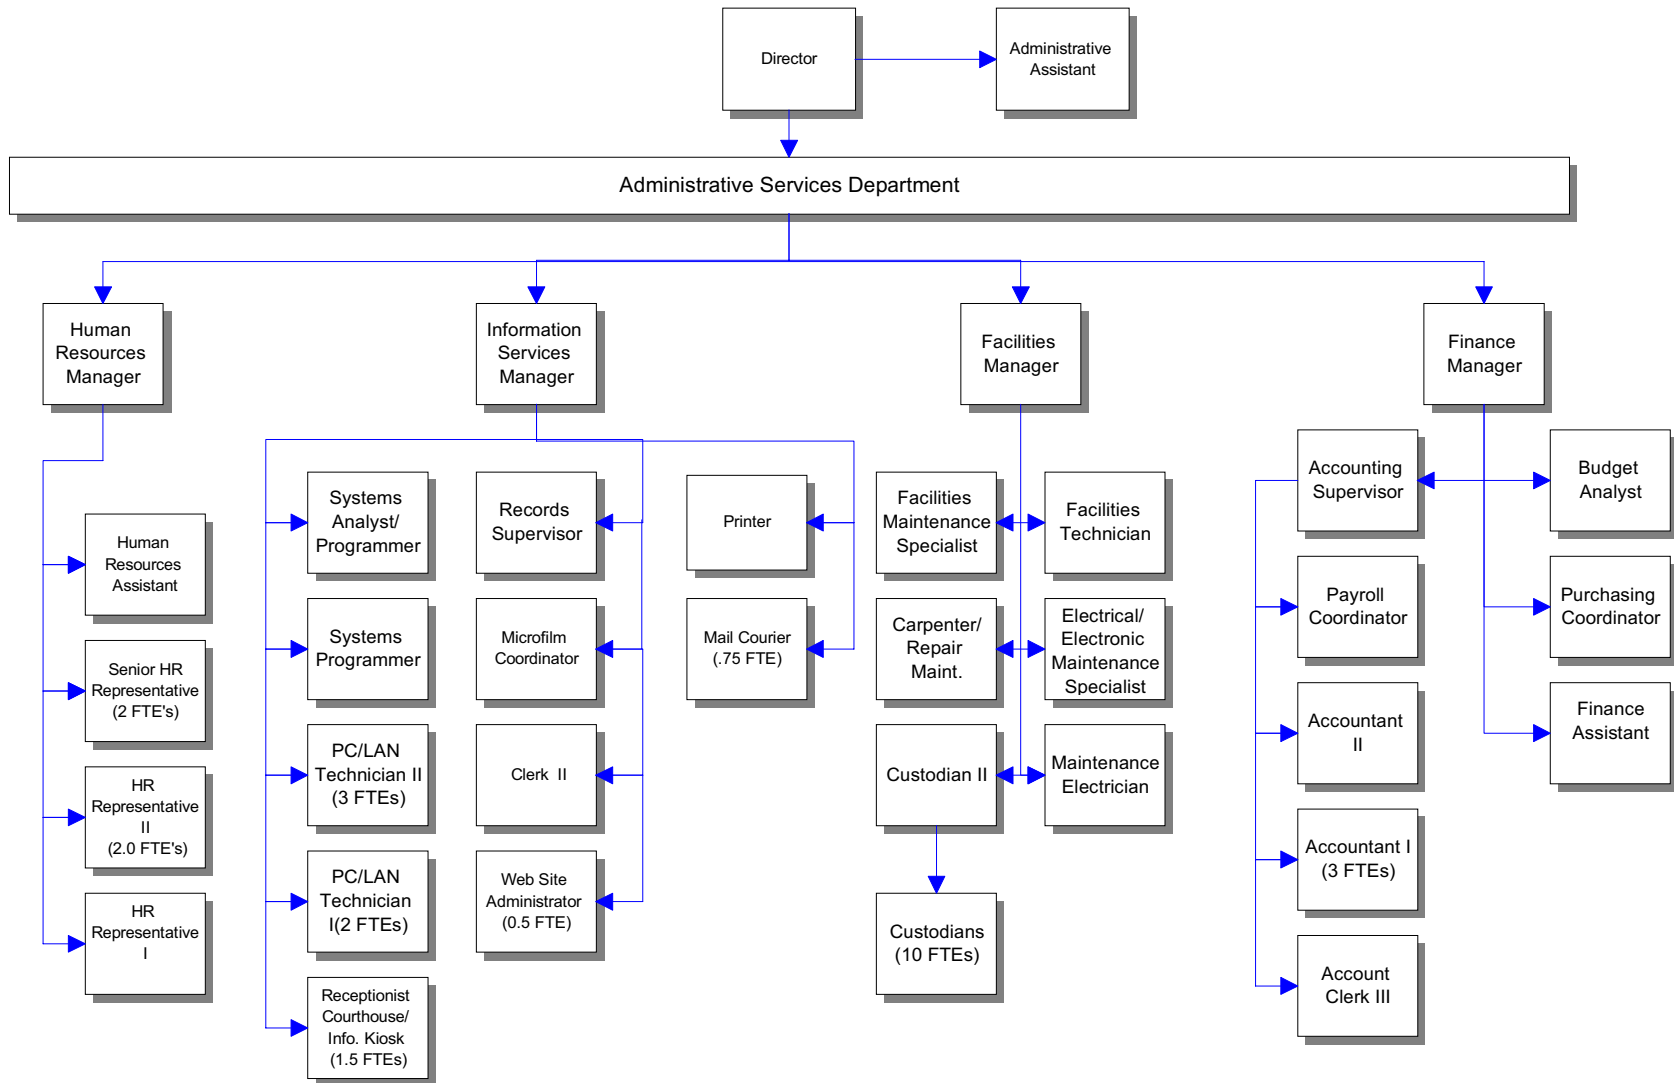 Director
Administrative
Assistant
Administrative Services Department
Human
Resources
Manager
Information
Services
Manager
Facilities
Manager
Finance
Manager
Human
Resources
Assistant
Senior HR
Representative
(2 FTE's)
HR
Representative
II
(2.0 FTE's)
HR
Representative
I
Systems
Analyst/
Programmer
Systems
Programmer
PC/LAN
Technician II
(3 FTEs)
PC/LAN
Technician
I(2 FTEs)
Receptionist
Courthouse/
Info. Kiosk
(1.5 FTEs)
Records
Supervisor
Microfilm
Coordinator
Clerk II
Web Site
Administrator
(0.5 FTE)
Printer
Mail Courier
(.75 FTE)
Facilities
Maintenance
Specialist
Carpenter/
Repair
Maint.
Custodian II
Custodians
(10 FTEs)
Facilities
Technician
Electrical/
Electronic
Maintenance
Specialist
Maintenance
Electrician
Accounting
Supervisor
Payroll
Coordinator
Accountant
II
Accountant I
(3 FTEs)
Account
Clerk III
Budget
Analyst
Purchasing
Coordinator
Finance
Assistant